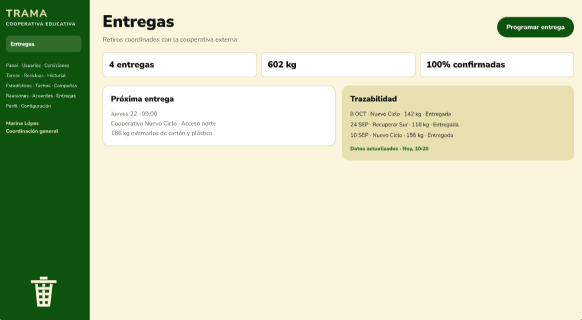 TRAMA
COOPERATIVA EDUCATIVA
Entregas
Panel · Usuarios · Comisiones
Tareas · Residuos · Historial
Estadísticas · Tachos · Campañas
Reuniones · Acuerdos · Entregas
Perfil · Configuración
Marina López
Coordinación general
Entregas
Retiros coordinados con la cooperativa externa
Programar entrega
4 entregas
602 kg
100% confirmadas
Próxima entrega
Jueves 22 · 09:00
Cooperativa Nuevo Ciclo · Acceso norte
186 kg estimados de cartón y plástico
Trazabilidad
8 OCT · Nuevo Ciclo · 142 kg · Entregada
24 SEP · Recuperar Sur · 118 kg · Entregada
10 SEP · Nuevo Ciclo · 156 kg · Entregada
Datos actualizados · Hoy, 10:20